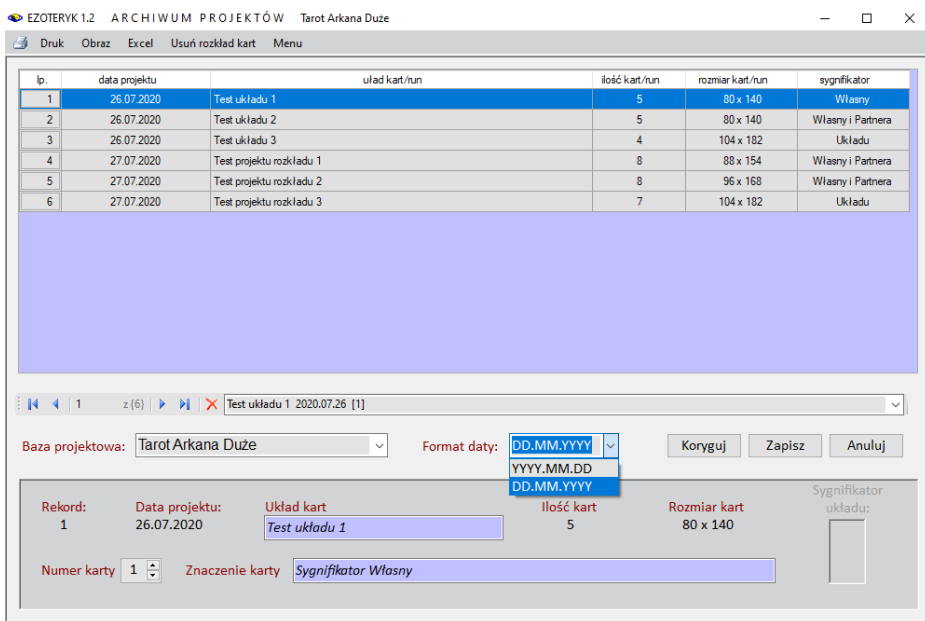 EZOTERYK 1.2 ARCHIWUM PROJEKTÓW Tarot Arkana Duże
Druk Obraz Excel Usuń rozkład kart Menu
lp. data projektu uład kart/run ilość kart/run rozmiar kart/run sygnifikator
1 26.07.2020 Test układu 1 5 80 x 140 Własny
2 26.07.2020 Test układu 2 5 80 x 140 Własny i Partnera
3 26.07.2020 Test układu 3 4 104 x 182 Układu
4 27.07.2020 Test projektu rozkładu 1 8 88 x 154 Własny i Partnera
5 27.07.2020 Test projektu rozkładu 2 8 96 x 168 Własny i Partnera
6 27.07.2020 Test projektu rozkładu 3 7 104 x 182 Układu
1 z {6} Test układu 1 2020.07.26 [1]
Baza projektowa: Tarot Arkana Duże Format daty: DD.MM.YYYY Koryguj Zapisz Anuluj
YYYY.MM.DD
DD.MM.YYYY
Sygnifikator
Rekord: Data projektu: Układ kart Ilość kart Rozmiar kart układu:
1 26.07.2020 Test układu 1 5 80 x 140
Numer karty 1 Znaczenie karty Sygnifikator Własny